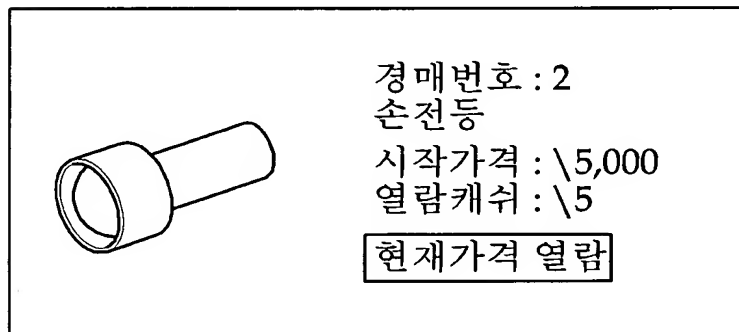 경매번호 : 2
손전등
시작가격 : \5,000
열람캐쉬 : \5
현재가격 열람